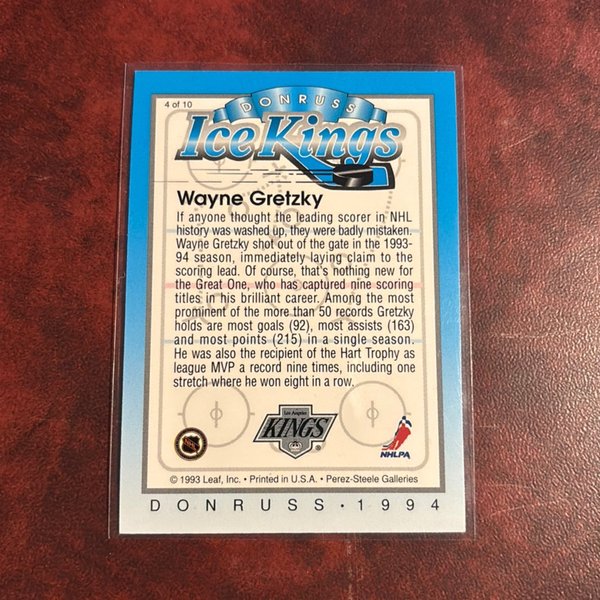 4 of 10
DONRUSS
Ice Kings
Wayne Gretzky
If anyone thought the leading scorer in NHL
history was washed up, they were badly mistaken.
Wayne Gretzky shot out of the gate in the 1993-
94 season, immediately laying claim to the
scoring lead. Of course, that's nothing new for
the Great One, who has captured nine scoring
titles in his brilliant career. Among the most
prominent of the more than 50 records Gretzky
holds are most goals (92), most assists (163)
and most points (215) in a single season.
He was also the recipient of the Hart Trophy as
league MVP a record nine times, including one
stretch where he won eight in a row.
Los Angeles
KINGS
®
NHL
NHLPA
© 1993 Leaf, Inc. • Printed in U.S.A. • Perez-Steele Galleries
DONRUSS • 1994